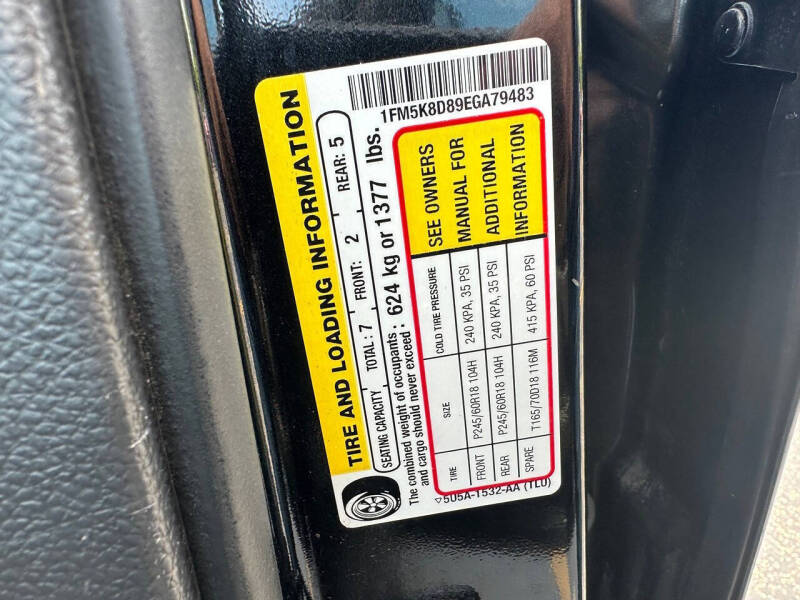 1FM5K8D89EGA79483
TIRE AND LOADING INFORMATION
SEATING CAPACITY TOTAL : 7 FRONT: 2 REAR: 5
The combined weight of occupants and cargo should never exceed : 624 kg or 1377 lbs.
TIRE SIZE COLD TIRE PRESSURE SEE OWNERS
FRONT P245/60R18 104H 240 KPA, 35 PSI MANUAL FOR
REAR P245/60R18 104H 240 KPA, 35 PSI ADDITIONAL
SPARE T165/70D18 116M 415 KPA, 60 PSI INFORMATION
5U5A-1532-AA (TLU)